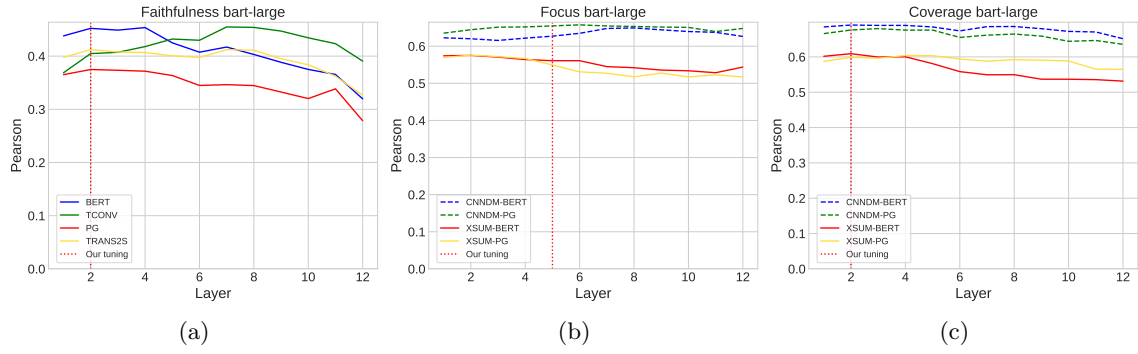 Faithfulness bart-large
0.4
0.3
0.2
0.1
0.0
Pearson
BERT
TCONV
PG
TRANS2S
Our tuning
2 4 6 8 10 12
Layer
(a)
Focus bart-large
0.6
0.5
0.4
0.3
0.2
0.1
0.0
Pearson
CNNDM-BERT
CNNDM-PG
XSUM-BERT
XSUM-PG
Our tuning
2 4 6 8 10 12
Layer
(b)
Coverage bart-large
0.7
0.6
0.5
0.4
0.3
0.2
0.1
0.0
Pearson
CNNDM-BERT
CNNDM-PG
XSUM-BERT
XSUM-PG
Our tuning
2 4 6 8 10 12
Layer
(c)